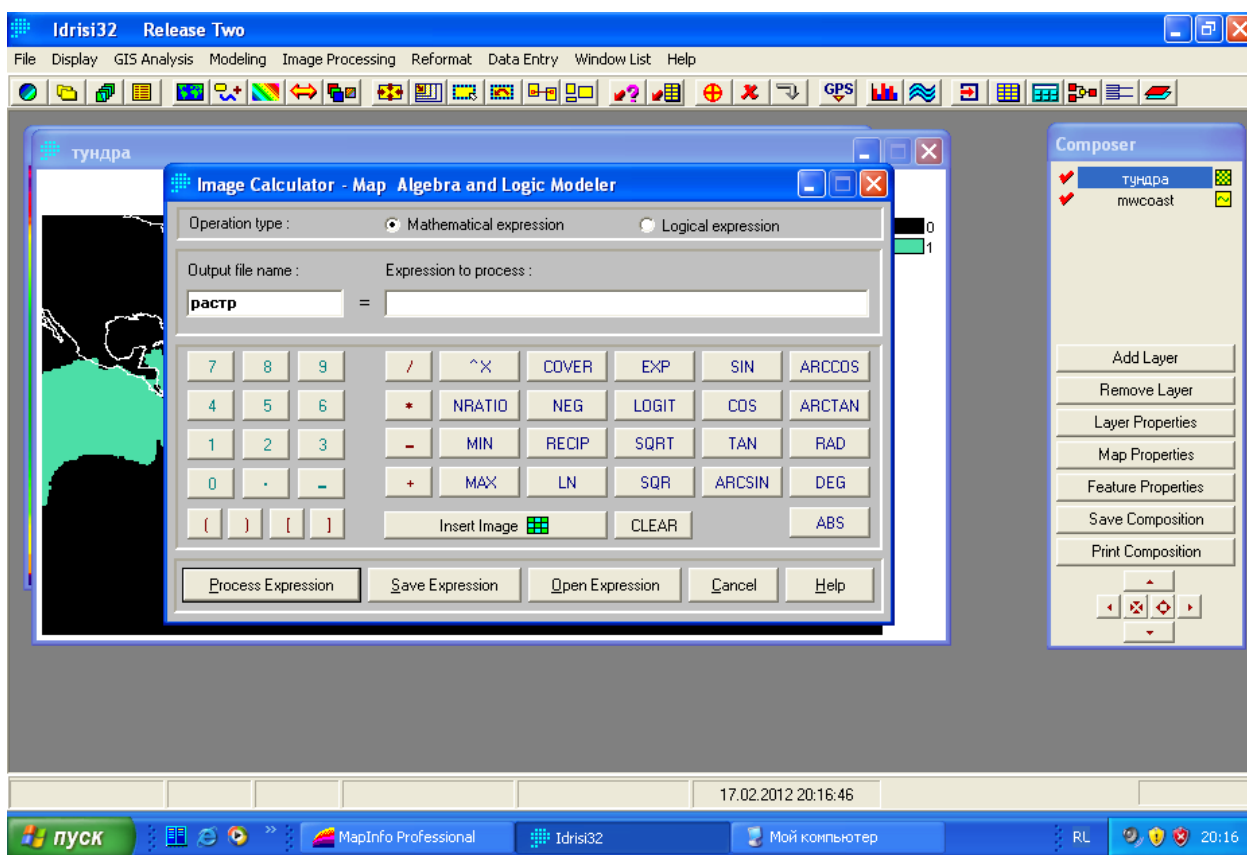 Idrisi32 Release Two
File Display GIS Analysis Modeling Image Processing Reformat Data Entry Window List Help
GPS
тундра
Composer
тундра
mwcoast
0
1
Image Calculator - Map Algebra and Logic Modeler
Operation type : Mathematical expression Logical expression
Output file name : Expression to process :
растр =
7 8 9 / ^X COVER EXP SIN ARCCOS
4 5 6 * NRATIO NEG LOGIT COS ARCTAN
1 2 3 - MIN RECIP SQRT TAN RAD
0 . - + MAX LN SQR ARCSIN DEG
( ) [ ] Insert Image CLEAR ABS
Process Expression Save Expression Open Expression Cancel Help
Add Layer
Remove Layer
Layer Properties
Map Properties
Feature Properties
Save Composition
Print Composition
17.02.2012 20:16:46
пуск » MapInfo Professional Idrisi32 Мой компьютер RL 20:16